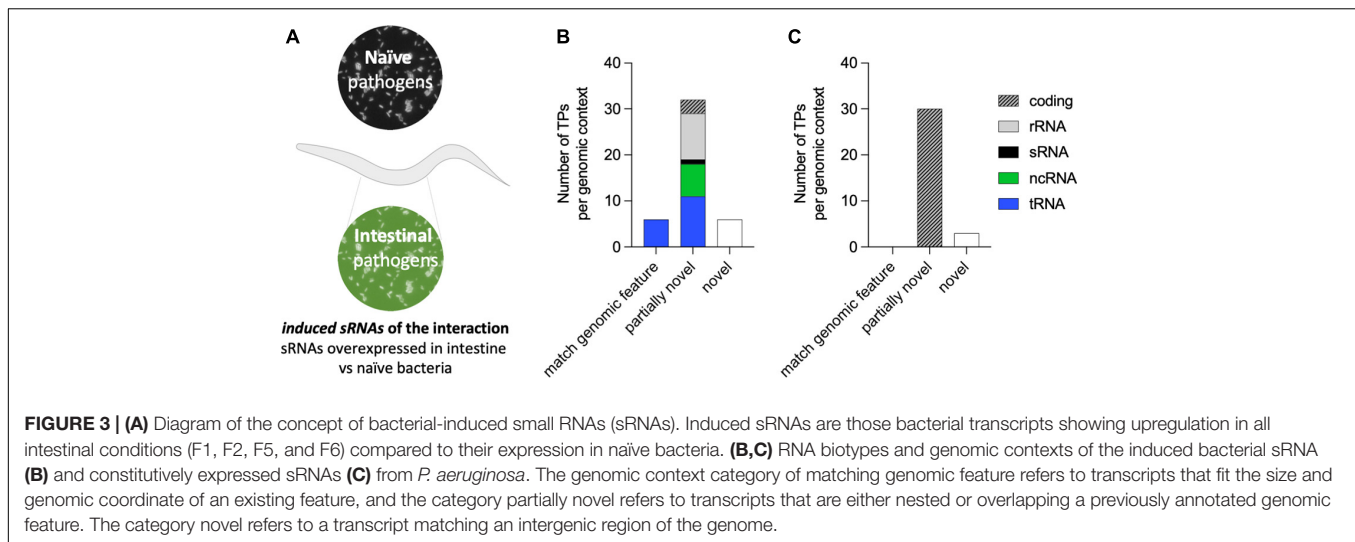 A
Naïve
pathogens
Intestinal
pathogens
induced sRNAs of the interaction
sRNAs overexpressed in intestine
vs naïve bacteria
B
Number of TPs
per genomic context
40
30
20
10
0
match genomic feature
partially novel
novel
C
Number of TPs
per genomic context
40
30
20
10
0
match genomic feature
partially novel
novel
coding
rRNA
sRNA
ncRNA
tRNA
FIGURE 3 | (A) Diagram of the concept of bacterial-induced small RNAs (sRNAs). Induced sRNAs are those bacterial transcripts showing upregulation in all
intestinal conditions (F1, F2, F5, and F6) compared to their expression in naïve bacteria. (B,C) RNA biotypes and genomic contexts of the induced bacterial sRNA
(B) and constitutively expressed sRNAs (C) from P. aeruginosa. The genomic context category of matching genomic feature refers to transcripts that fit the size and
genomic coordinate of an existing feature, and the category partially novel refers to transcripts that are either nested or overlapping a previously annotated genomic
feature. The category novel refers to a transcript matching an intergenic region of the genome.